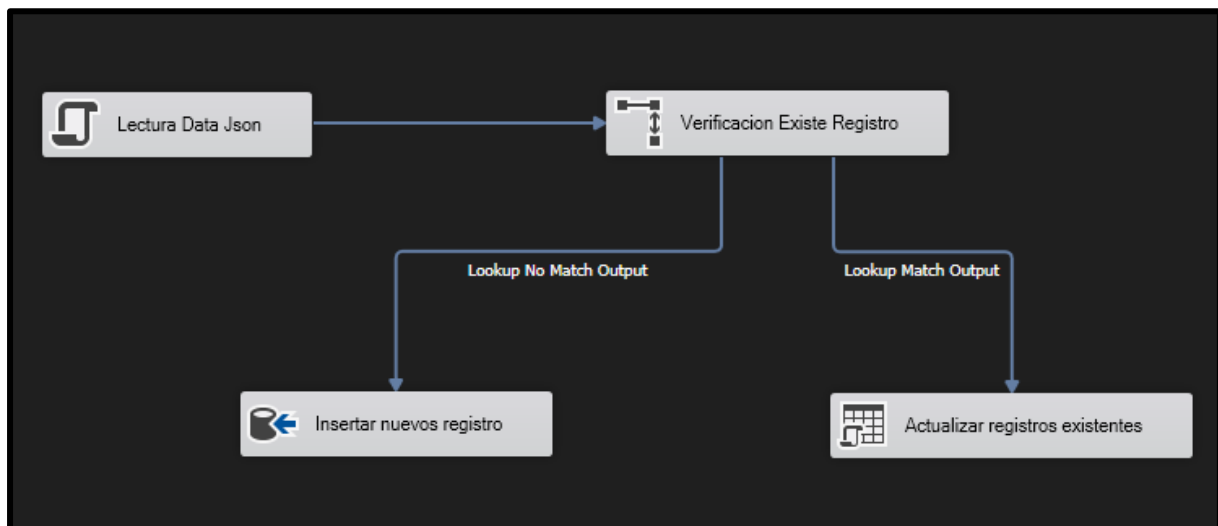 Lectura Data Json
Verificacion Existe Registro
Lookup No Match Output
Lookup Match Output
Insertar nuevos registro
Actualizar registros existentes